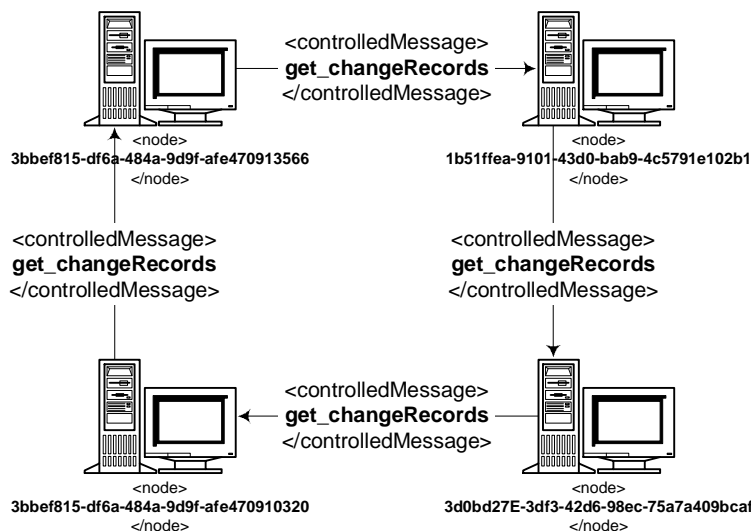 <controlledMessage>
get_changeRecords
</controlledMessage>
<node>
3bbef815-df6a-484a-9d9f-afe470913566
</node>
<node>
1b51ffea-9101-43d0-bab9-4c5791e102b1
</node>
<controlledMessage>
get_changeRecords
</controlledMessage>
<controlledMessage>
get_changeRecords
</controlledMessage>
<controlledMessage>
get_changeRecords
</controlledMessage>
<node>
3bbef815-df6a-484a-9d9f-afe470910320
</node>
<node>
3d0bd27E-3df3-42d6-98ec-75a7a409bcaf
</node>